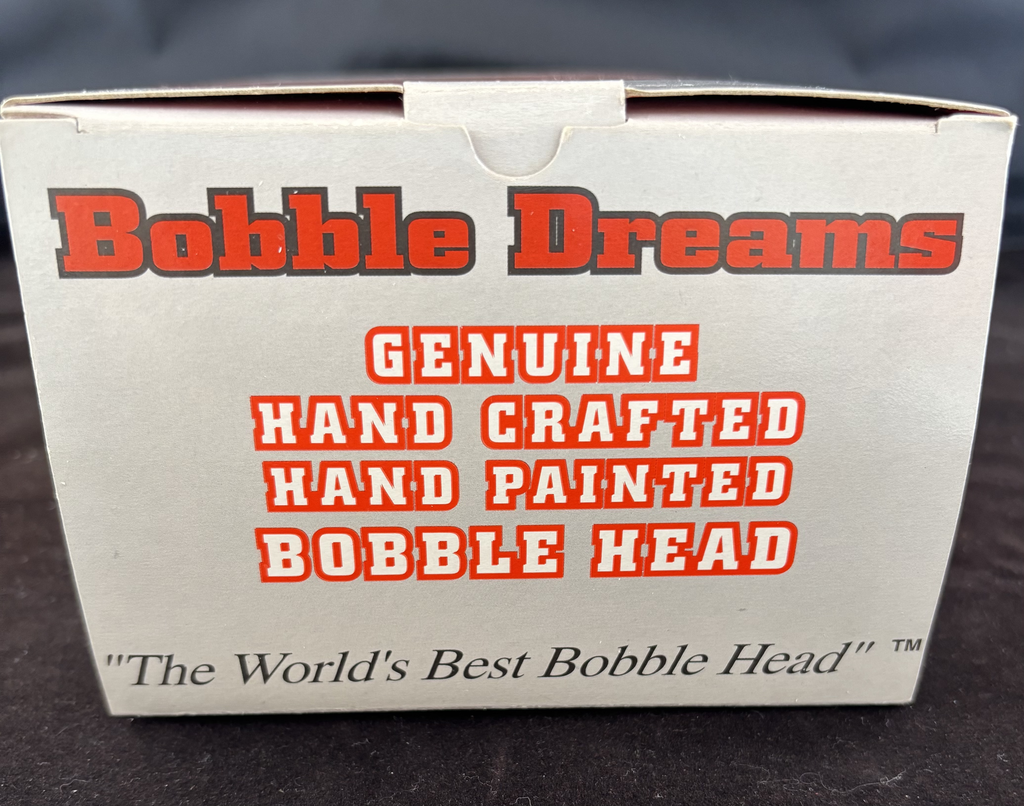 Bobble Dreams
GENUINE
HAND CRAFTED
HAND PAINTED
BOBBLE HEAD
"The World's Best Bobble Head" ™